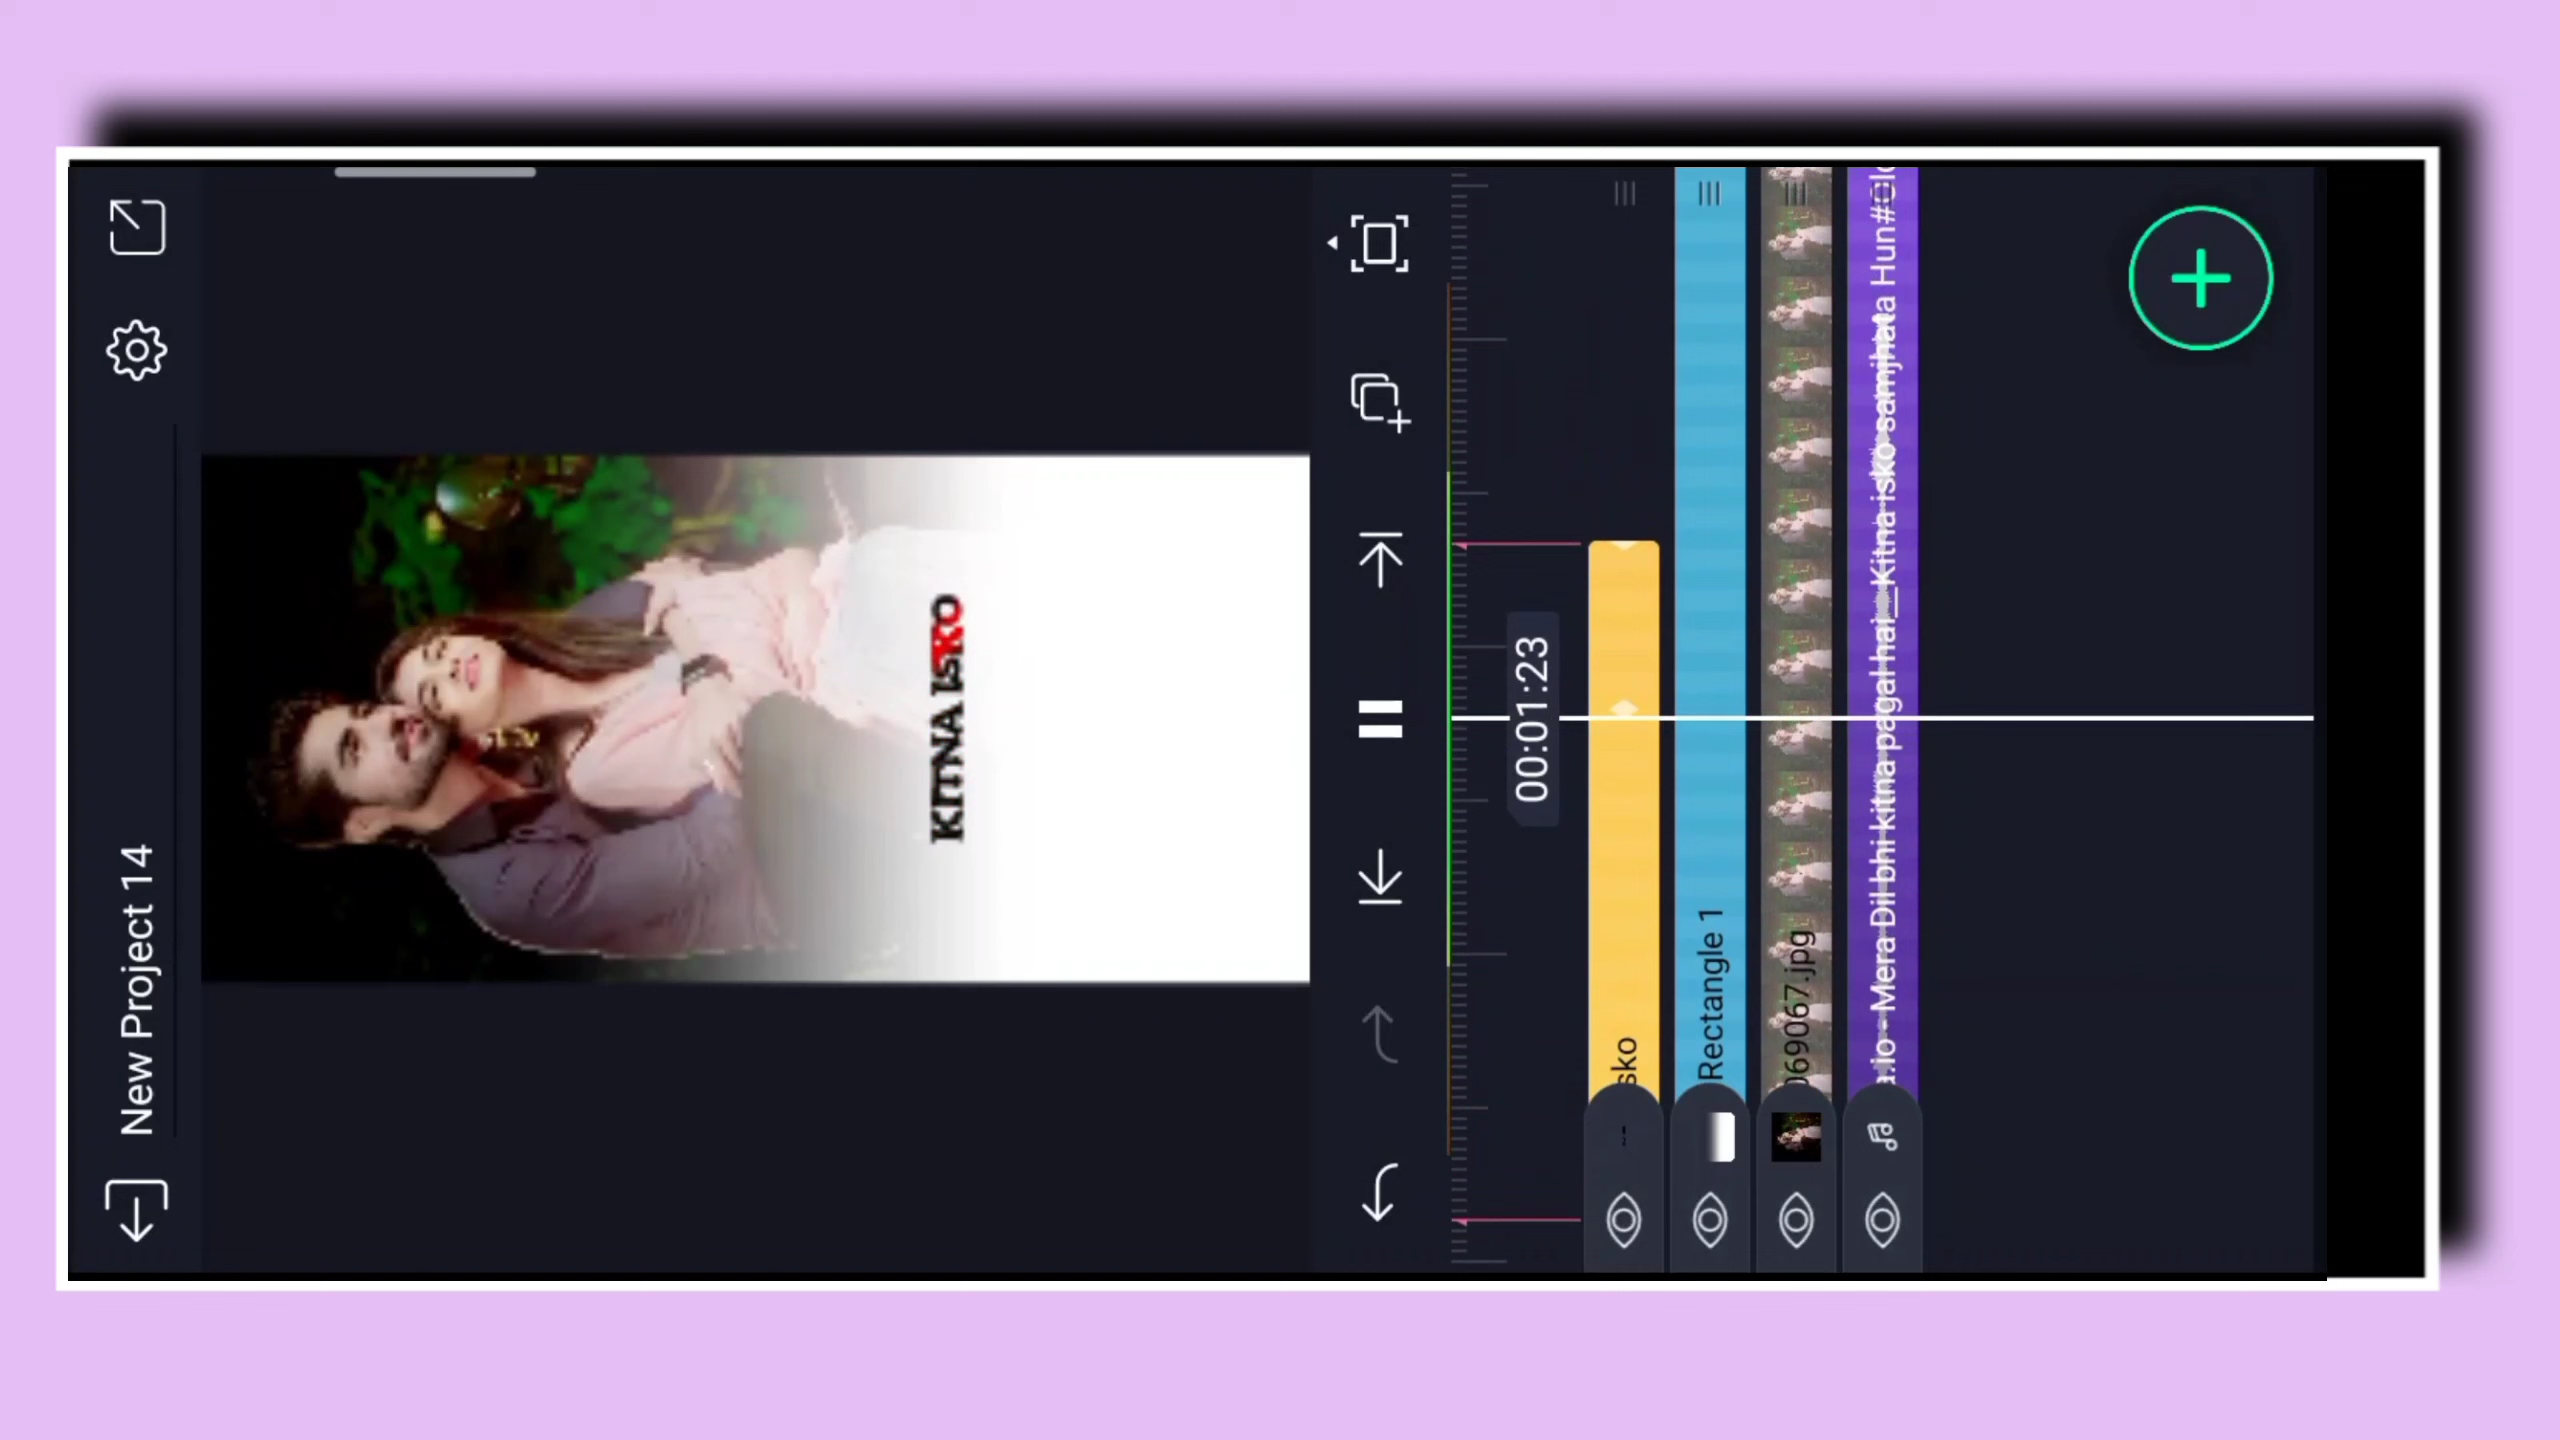 New Project 14
KITNA ISKO
00:01:23
sko
Rectangle 1
069067.jpg
a.io - Mera Dil bhi kitna pagal hai_Kitna isko samjhata Hun#